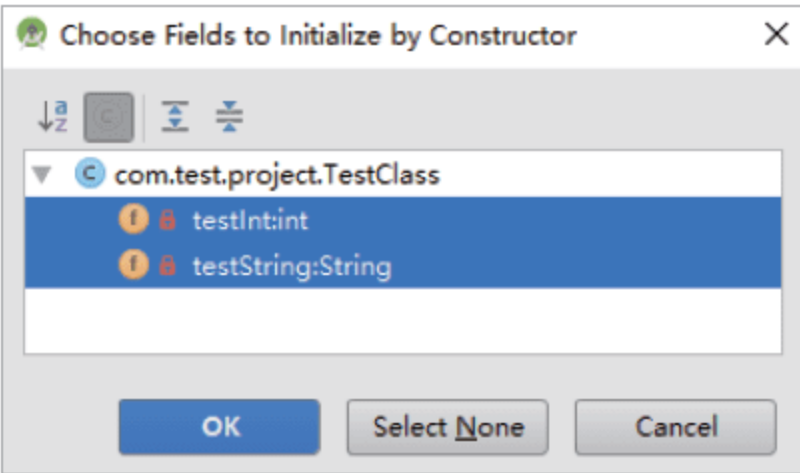 Choose Fields to Initialize by Constructor
a
z
C
C com.test.project.TestClass
f testInt:int
f testString:String
OK Select None Cancel